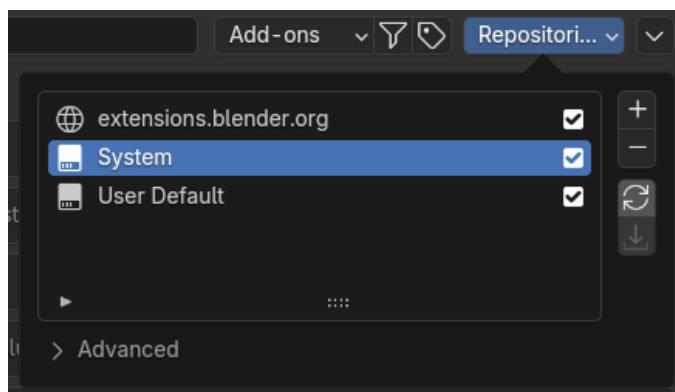 Add-ons
Repositori...
extensions.blender.org
System
User Default
Advanced